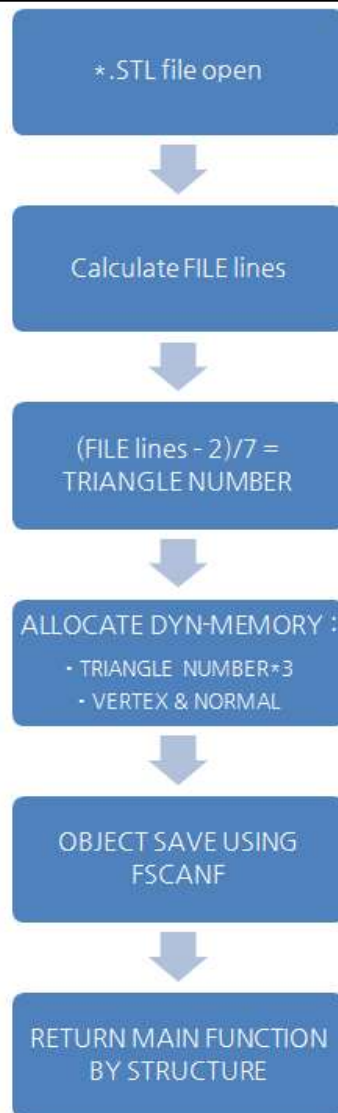 *.STL file open
Calculate FILE lines
(FILE lines - 2)/7 =
TRIANGLE NUMBER
ALLOCATE DYN-MEMORY :
· TRIANGLE NUMBER*3
· VERTEX & NORMAL
OBJECT SAVE USING
FSCANF
RETURN MAIN FUNCTION
BY STRUCTURE